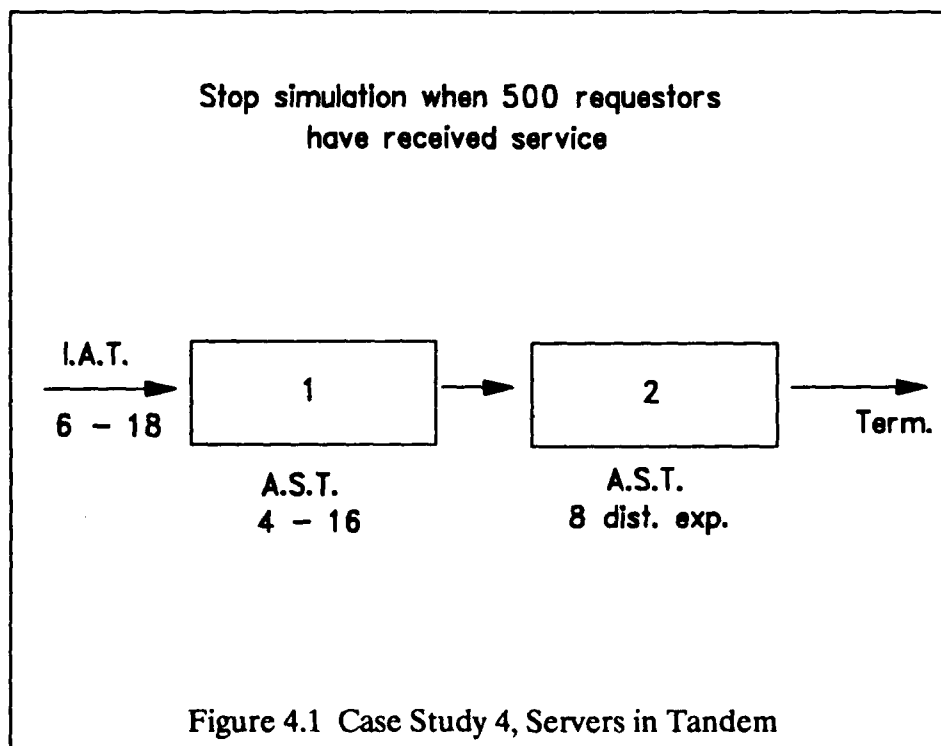 Stop simulation when 500 requestors
have received service
I.A.T.
6 - 18
1
A.S.T.
4 - 16
2
A.S.T.
8 dist. exp.
Term.
Figure 4.1 Case Study 4, Servers in Tandem